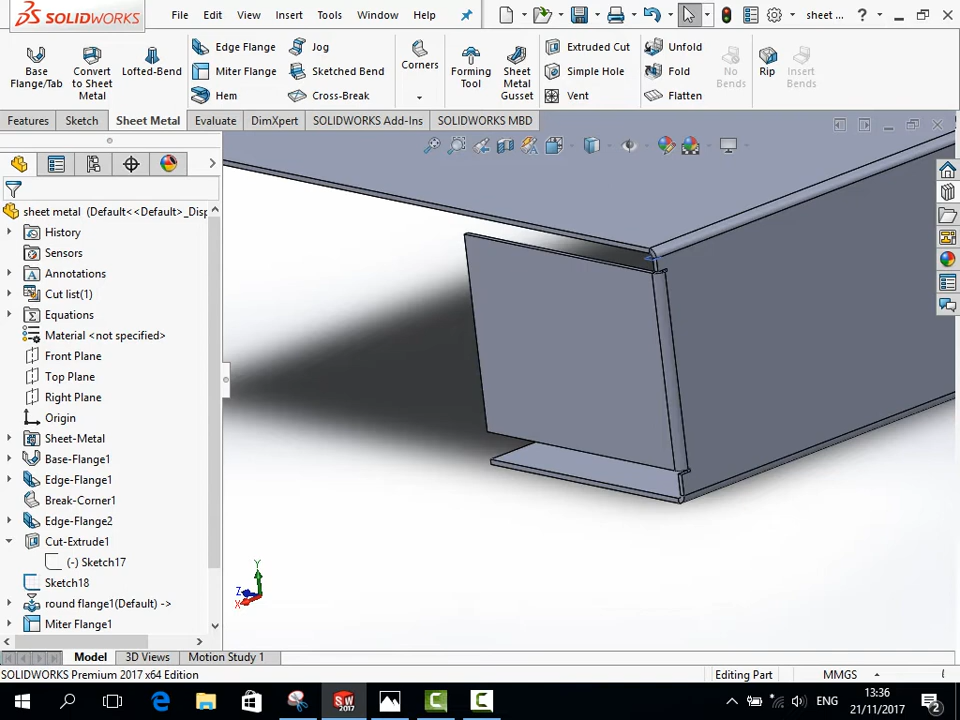 SOLIDWORKS
File Edit View Insert Tools Window Help
sheet ... ?
Base Flange/Tab
Convert to Sheet Metal
Lofted-Bend
Edge Flange
Miter Flange
Hem
Jog
Sketched Bend
Cross-Break
Corners
Forming Tool
Sheet Metal Gusset
Extruded Cut
Simple Hole
Vent
Unfold
Fold
Flatten
No Bends
Rip
Insert Bends
Features Sketch Sheet Metal Evaluate DimXpert SOLIDWORKS Add-Ins SOLIDWORKS MBD
sheet metal (Default<<Default>_Disp
History
Sensors
Annotations
Cut list(1)
Equations
Material <not specified>
Front Plane
Top Plane
Right Plane
Origin
Sheet-Metal
Base-Flange1
Edge-Flange1
Break-Corner1
Edge-Flange2
Cut-Extrude1
(-) Sketch17
Sketch18
round flange1(Default) ->
Miter Flange1
Y
Z
X
Model 3D Views Motion Study 1
SOLIDWORKS Premium 2017 x64 Edition
Editing Part
MMGS
SW
2017
ENG
13:36
21/11/2017
2